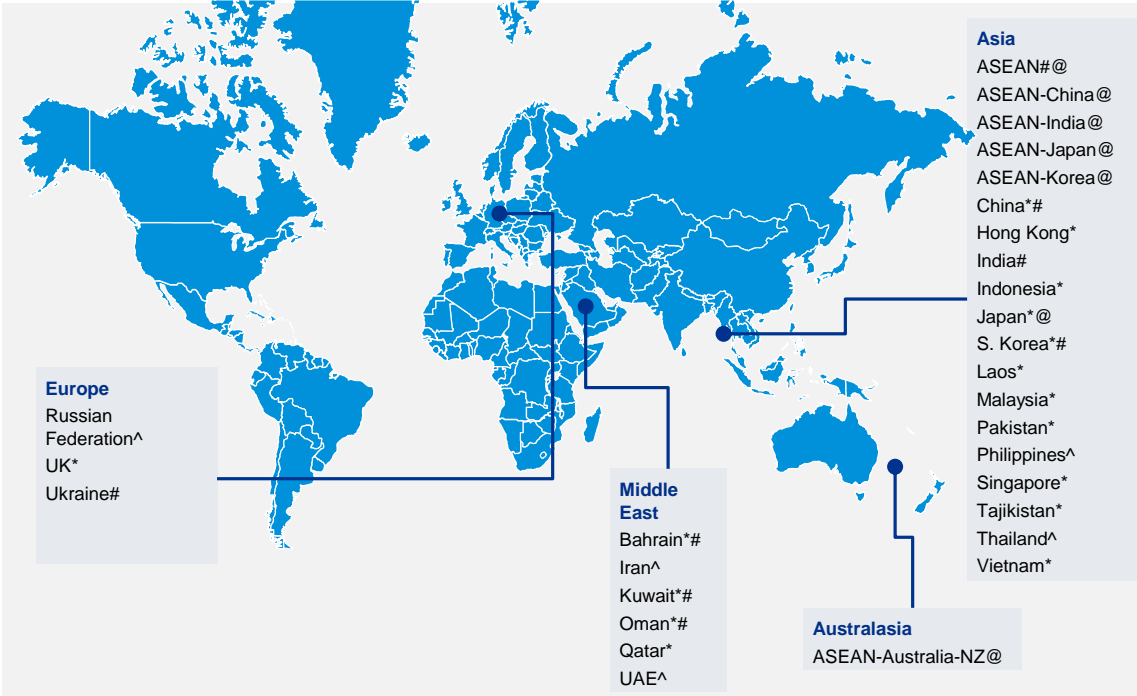 Asia
ASEAN#@
ASEAN-China@
ASEAN-India@
ASEAN-Japan@
ASEAN-Korea@
China*#
Hong Kong*
India#
Indonesia*
Japan*@
S. Korea*#
Laos*
Malaysia*
Pakistan*
Philippines^
Singapore*
Tajikistan*
Thailand^
Vietnam*
Europe
Russian
Federation^
UK*
Ukraine#
Middle
East
Bahrain*#
Iran^
Kuwait*#
Oman*#
Qatar*
UAE^
Australasia
ASEAN-Australia-NZ@